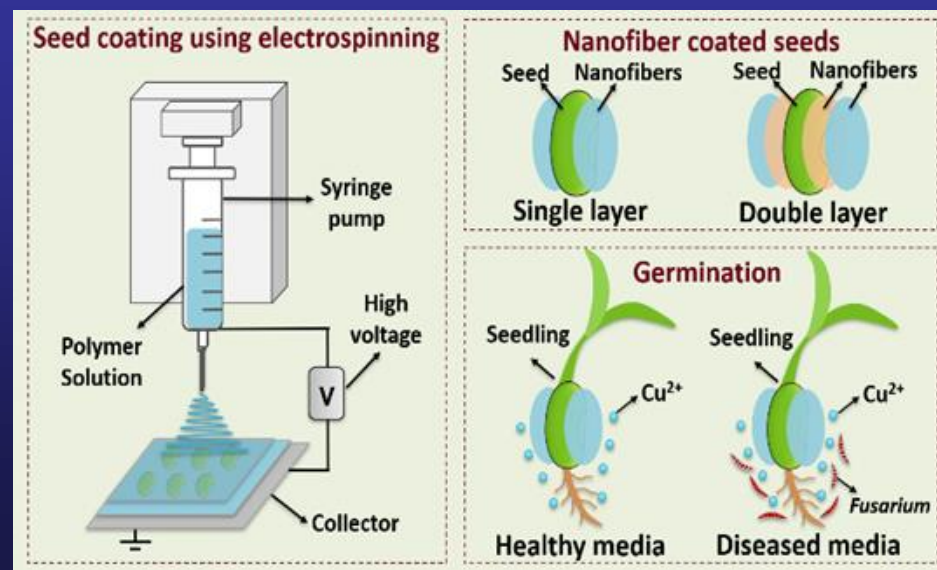 Seed coating using electrospinning
Syringe
pump
High
voltage
Polymer
Solution
V
Collector
Nanofiber coated seeds
Seed Nanofibers
Single layer
Seed Nanofibers
Double layer
Germination
Seedling
Cu²⁺
Healthy media
Seedling
Cu²⁺
Fusarium
Diseased media